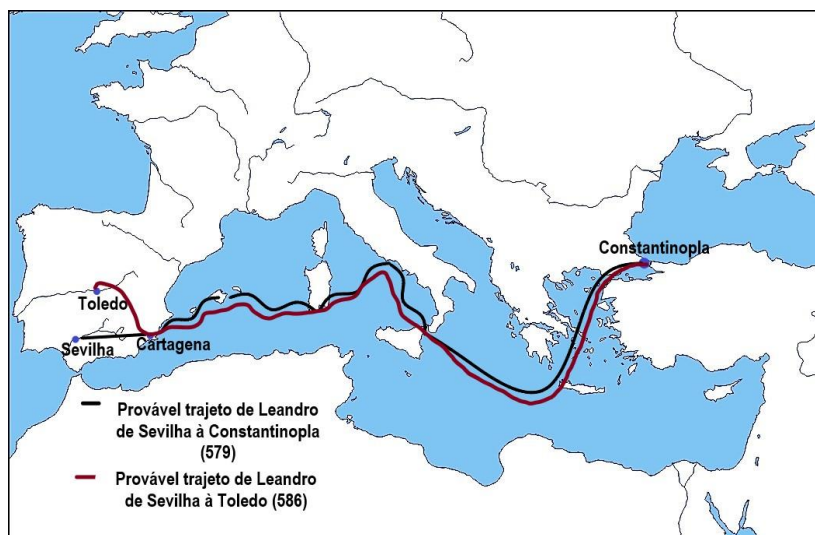 Constantinopla
Toledo
Sevilha
Cartagena
Provável trajeto de Leandro
de Sevilha à Constantinopla
(579)
Provável trajeto de Leandro
de Sevilha à Toledo (586)